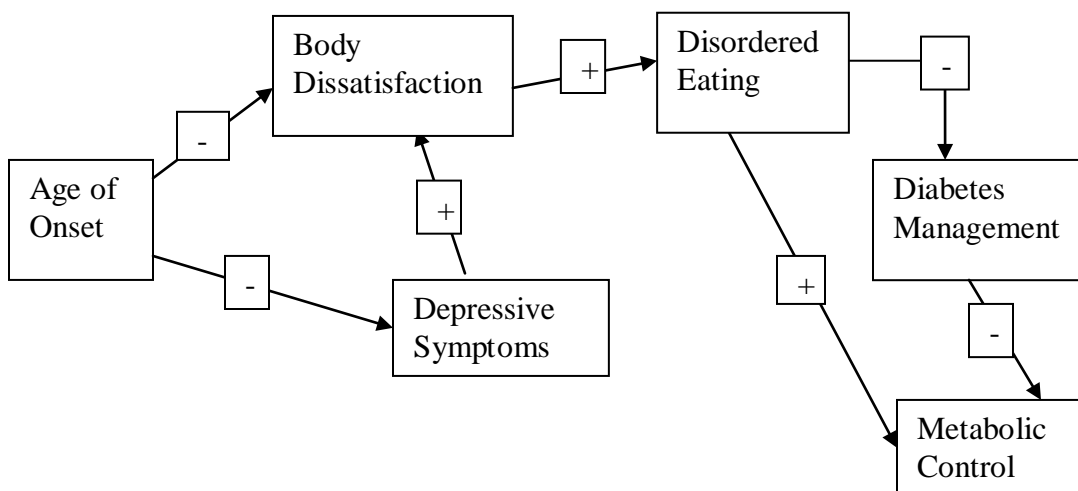 Body
Dissatisfaction
+
Disordered
Eating
-
-
Age of
Onset
Diabetes
Management
+
-
+
Depressive
Symptoms
-
Metabolic
Control